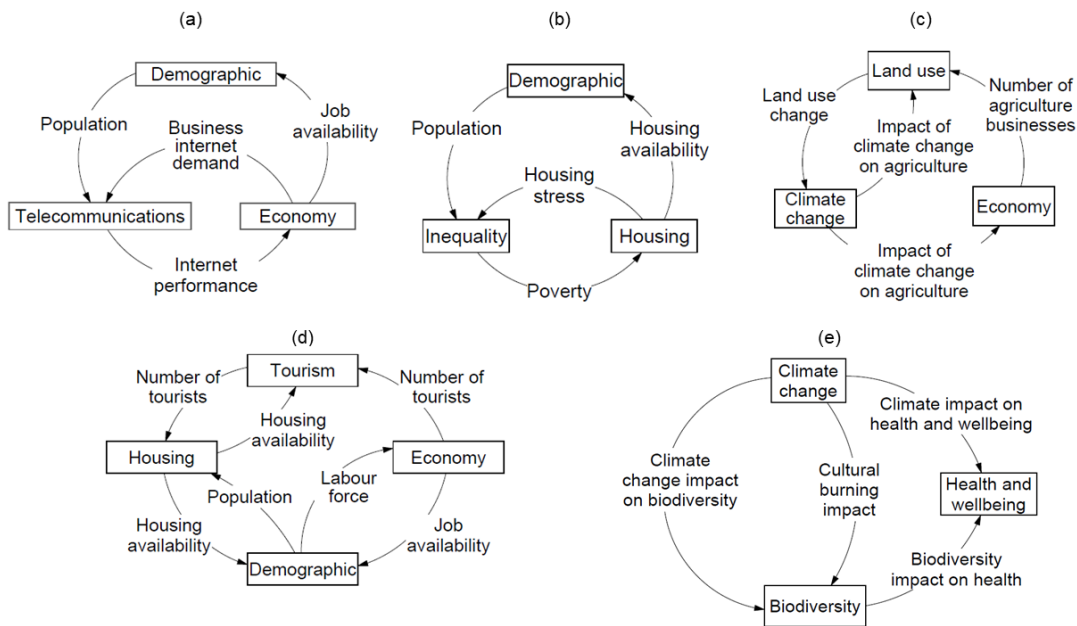 (a)
Demographic
Population
Job
availability
Business
internet
demand
Telecommunications
Economy
Internet
performance
(b)
Demographic
Population
Housing
availability
Housing
stress
Inequality
Housing
Poverty
(c)
Land use
Land use
change
Number of
agriculture
businesses
Impact of
climate change
on agriculture
Climate
change
Economy
Impact of
climate change
on agriculture
(d)
Tourism
Number of
tourists
Number of
tourists
Housing
availability
Housing
Economy
Labour
force
Population
Housing
availability
Job
availability
Demographic
(e)
Climate
change
Climate impact on
health and wellbeing
Climate
change impact
on biodiversity
Cultural
burning
impact
Health and
wellbeing
Biodiversity
impact on health
Biodiversity